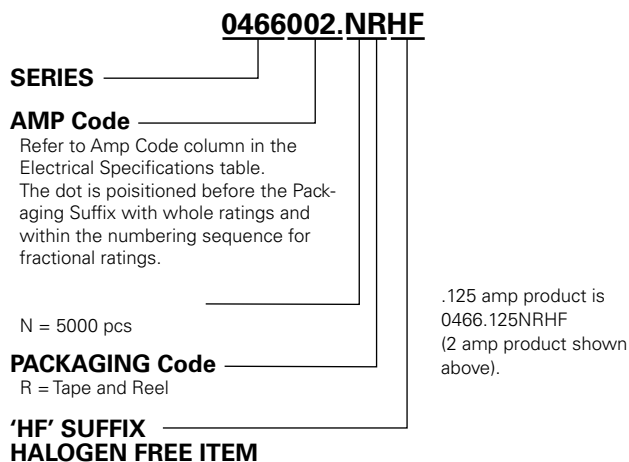 0466002.NRHF
SERIES
AMP Code
Refer to Amp Code column in the
Electrical Specifications table.
The dot is poisitioned before the Pack-
aging Suffix with whole ratings and
within the numbering sequence for
fractional ratings.
N = 5000 pcs
PACKAGING Code
R = Tape and Reel
'HF' SUFFIX
HALOGEN FREE ITEM
.125 amp product is
0466.125NRHF
(2 amp product shown
above).